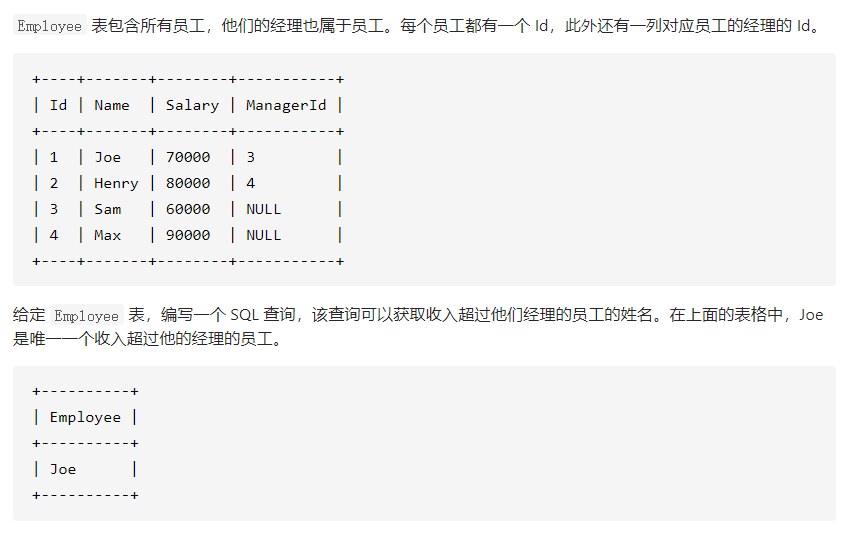 Employee 表包含所有员工，他们的经理也属于员工。每个员工都有一个 Id，此外还有一列对应员工的经理的 Id。
+----+-------+--------+-----------+
| Id | Name  | Salary | ManagerId |
+----+-------+--------+-----------+
| 1  | Joe   | 70000  | 3         |
| 2  | Henry | 80000  | 4         |
| 3  | Sam   | 60000  | NULL      |
| 4  | Max   | 90000  | NULL      |
+----+-------+--------+-----------+
给定 Employee 表，编写一个 SQL 查询，该查询可以获取收入超过他们经理的员工的姓名。在上面的表格中，Joe
是唯一一个收入超过他的经理的员工。
+----------+
| Employee |
+----------+
| Joe      |
+----------+